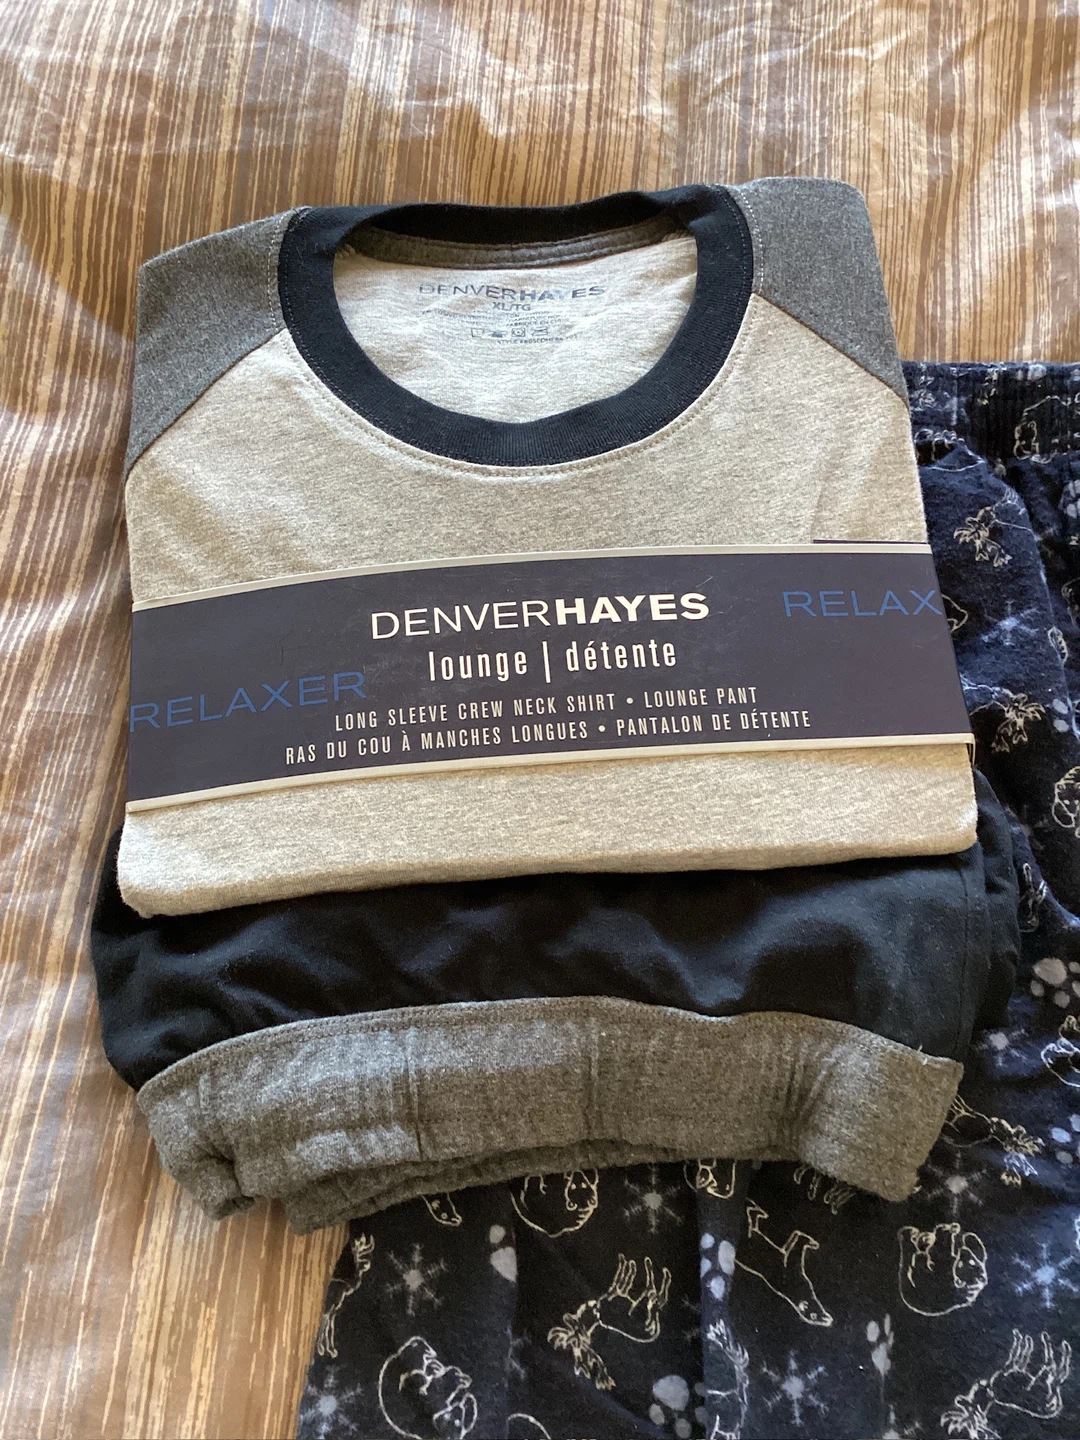 DENVERHAYES
XL/TG
DENVERHAYES
RELAX
lounge | détente
RELAXER
LONG SLEEVE CREW NECK SHIRT • LOUNGE PANT
RAS DU COU À MANCHES LONGUES • PANTALON DE DÉTENTE